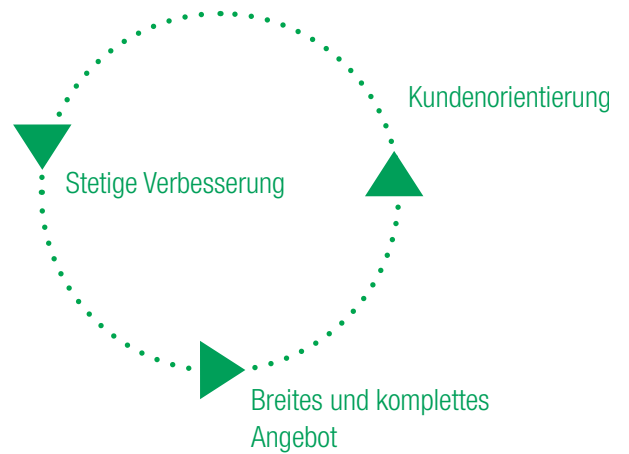 Kundenorientierung
Stetige Verbesserung
Breites und komplettes
Angebot